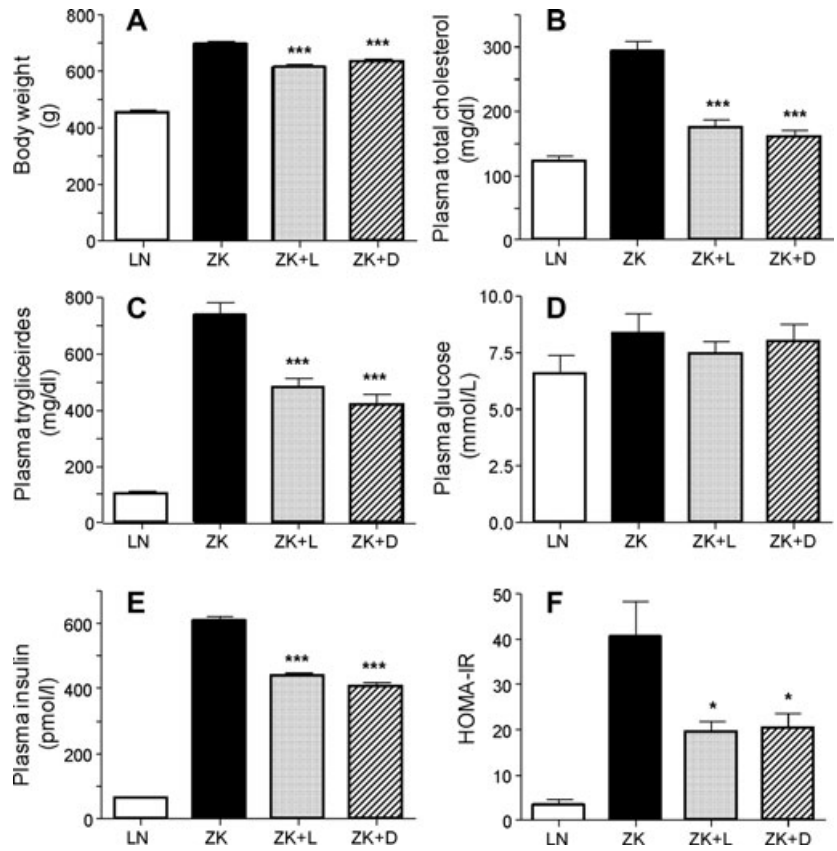 A
Body weight
(g)
800
600
400
200
0
LN
ZK
ZK+L
ZK+D
***
***
B
Plasma total cholesterol
(mg/dl)
300
200
100
0
LN
ZK
ZK+L
ZK+D
***
***
C
Plasma trygliceirdes
(mg/dl)
800
600
400
200
0
LN
ZK
ZK+L
ZK+D
***
***
D
Plasma glucose
(mmol/L)
10.0
7.5
5.0
2.5
0.0
LN
ZK
ZK+L
ZK+D
E
Plasma insulin
(pmol/l)
600
400
200
0
LN
ZK
ZK+L
ZK+D
***
***
F
HOMA-IR
50
40
30
20
10
0
LN
ZK
ZK+L
ZK+D
*
*